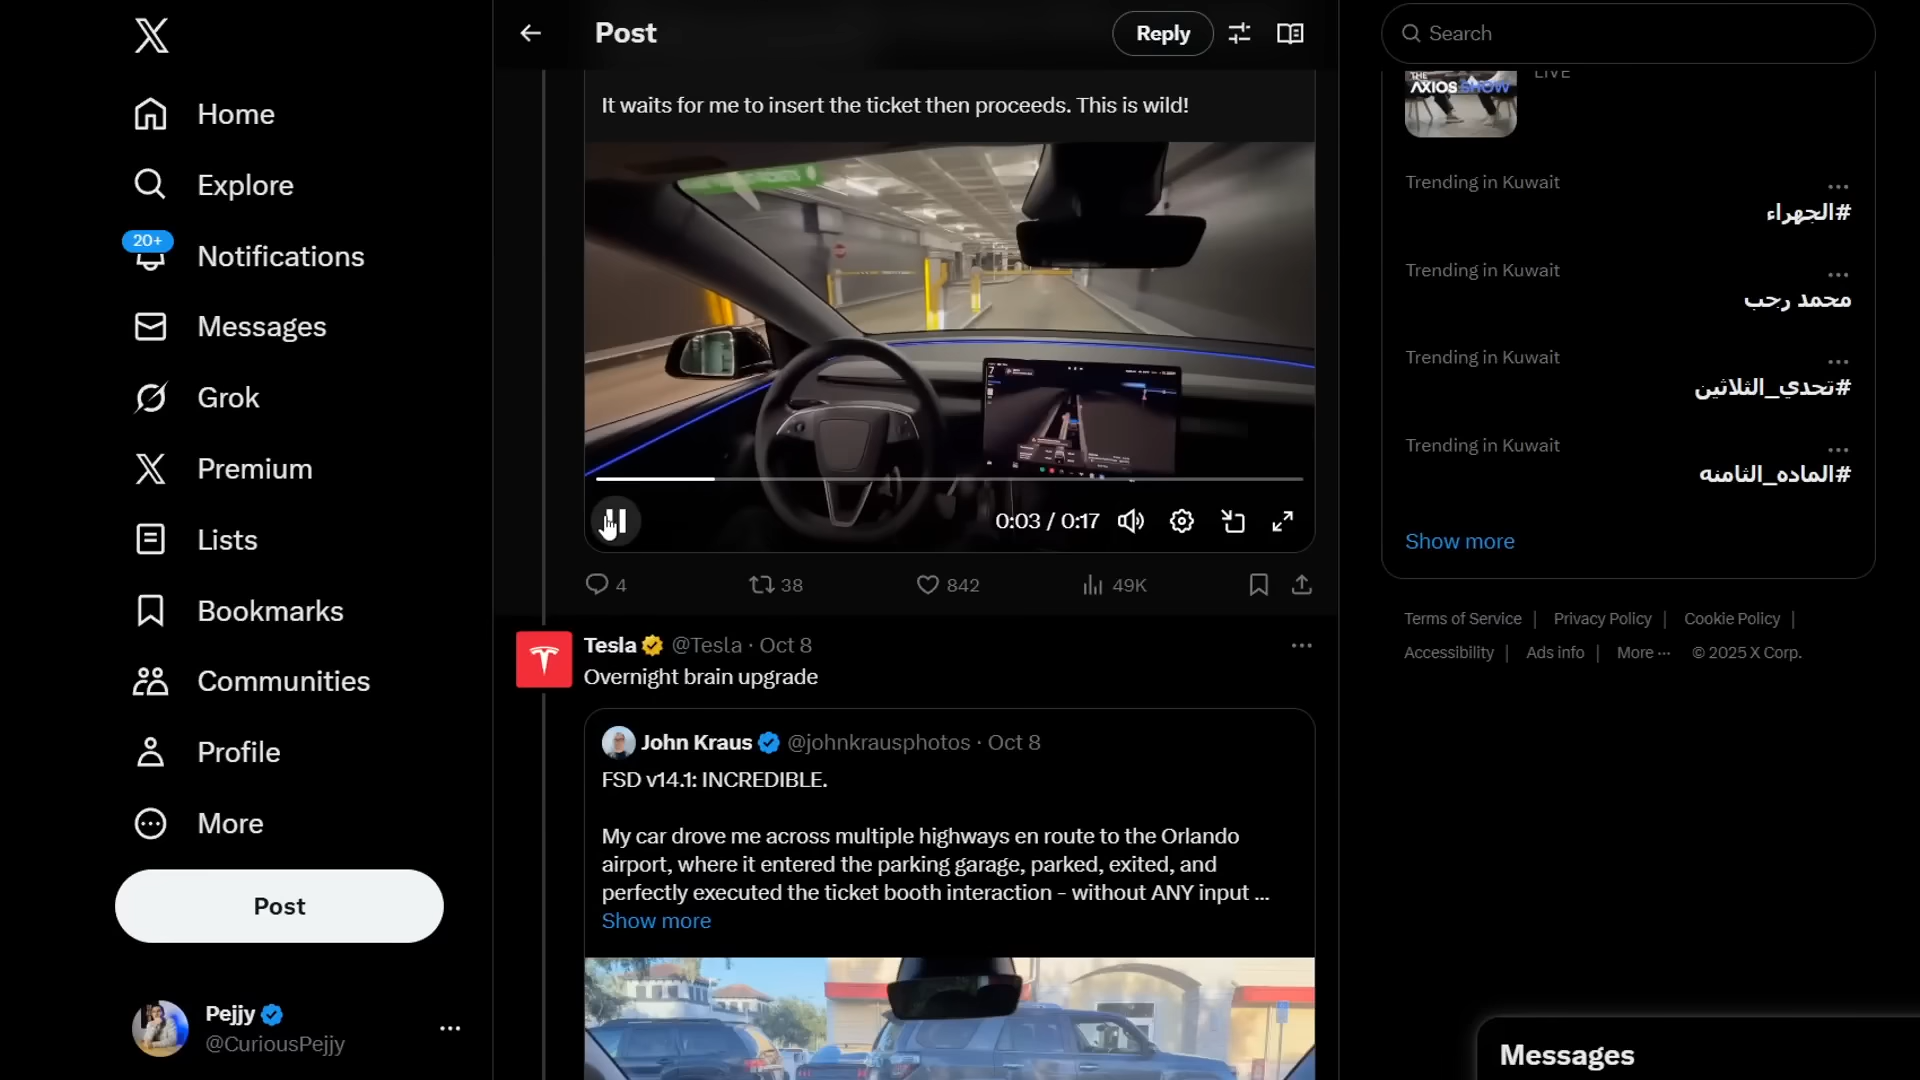 Home
Explore
20+
Notifications
Messages
Grok
Premium
Lists
Bookmarks
Communities
Profile
More
Post
Pejjy
@CuriousPejjy
Post
Reply
It waits for me to insert the ticket then proceeds. This is wild!
0:03 / 0:17
4
38
842
49K
Tesla @Tesla · Oct 8
Overnight brain upgrade
John Kraus @johnkrausphotos · Oct 8
FSD v14.1: INCREDIBLE.
My car drove me across multiple highways en route to the Orlando
airport, where it entered the parking garage, parked, exited, and
perfectly executed the ticket booth interaction - without ANY input ...
Show more
Search
THE
AXIOS SHOW
LIVE
Trending in Kuwait
#الجهراء
Trending in Kuwait
محمد رجب
Trending in Kuwait
#تحدي_الثلاثين
Trending in Kuwait
#الماده_الثامنه
Show more
Terms of Service | Privacy Policy | Cookie Policy |
Accessibility | Ads info | More ··· © 2025 X Corp.
Messages